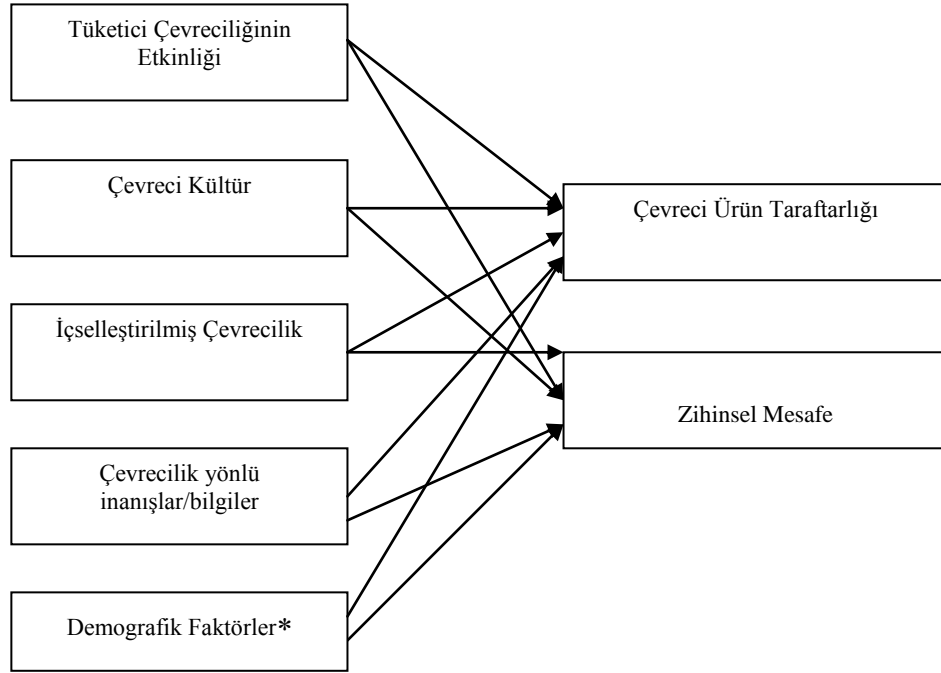 Tüketici Çevreciliğinin
Etkinliği
Çevreci Kültür
İçselleştirilmiş Çevrecilik
Çevrecilik yönlü
inanışlar/bilgiler
Demografik Faktörler*
Çevreci Ürün Taraftarlığı
Zihinsel Mesafe